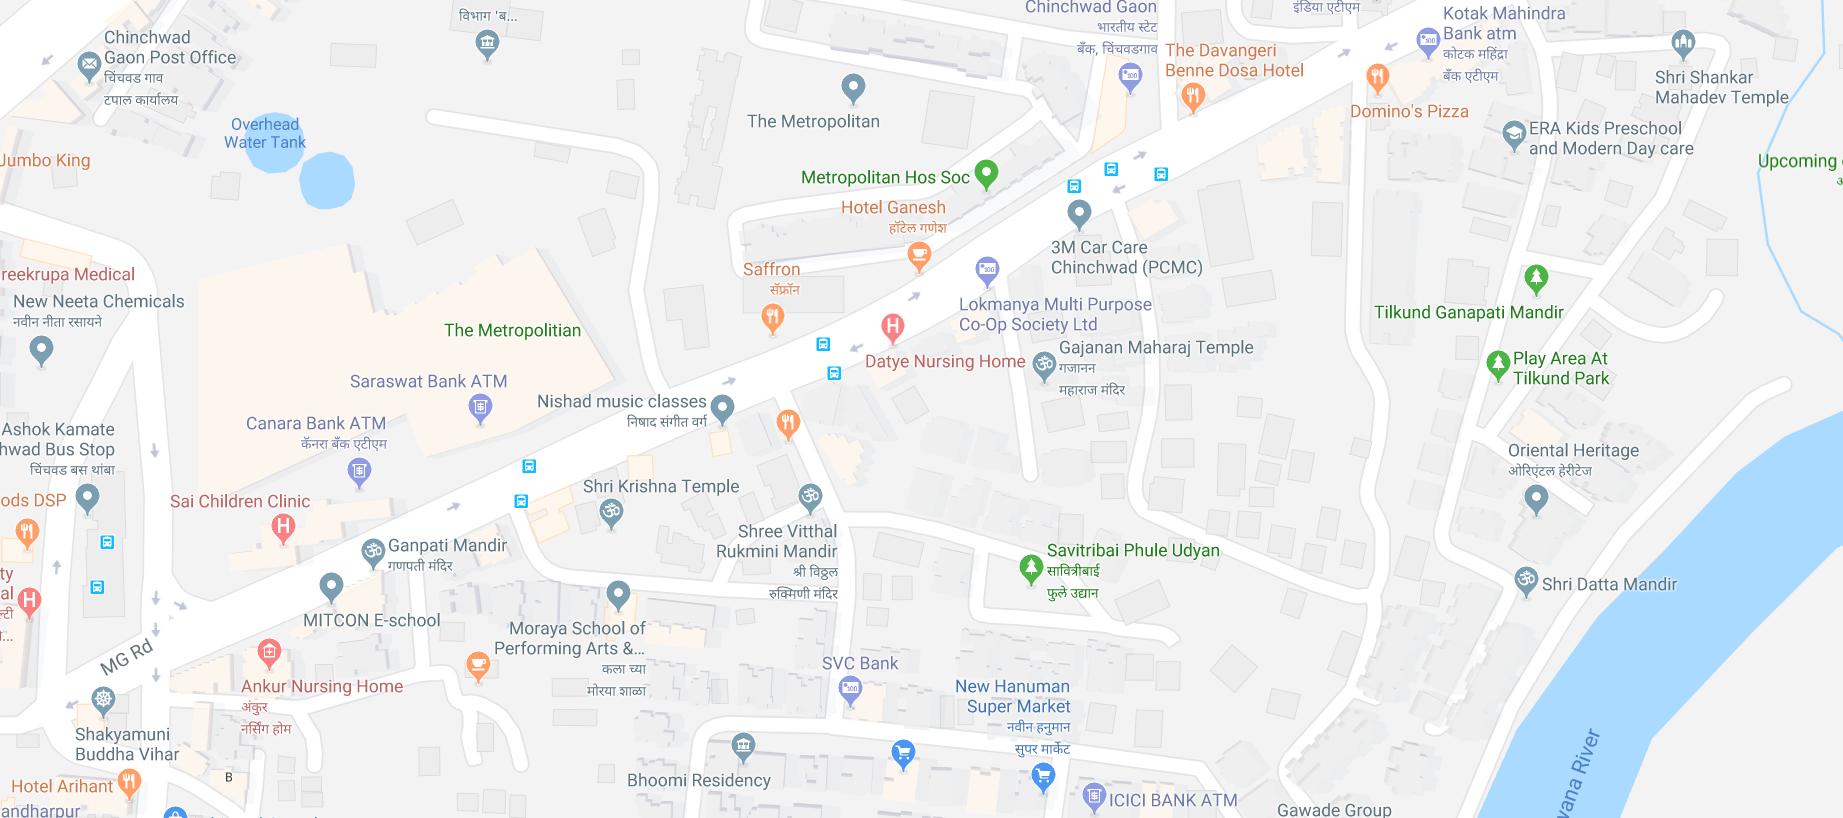 विभाग 'ब...
Chinchwad
Gaon Post Office
चिंचवड गाव
टपाल कार्यालय
Chinchwad Gaon
भारतीय स्टेट
बँक, चिंचवडगाव
इंडिया एटीएम
Kotak Mahindra
Bank atm
कोटक महिंद्रा
बँक एटीएम
The Davangeri
Benne Dosa Hotel
Domino's Pizza
Shri Shankar
Mahadev Temple
Overhead
Water Tank
The Metropolitan
ERA Kids Preschool
and Modern Day care
Jumbo King
Upcoming
Metropolitan Hos Soc
Hotel Ganesh
हॉटेल गणेश
3M Car Care
Chinchwad (PCMC)
reekrupa Medical
Saffron
सॅफ्रॉन
New Neeta Chemicals
नवीन नीता रसायने
Lokmanya Multi Purpose
Co-Op Society Ltd
Tilkund Ganapati Mandir
The Metropolitian
Datye Nursing Home
Gajanan Maharaj Temple
गजानन
महाराज मंदिर
Play Area At
Tilkund Park
Saraswat Bank ATM
Nishad music classes
निषाद संगीत वर्ग
Canara Bank ATM
कॅनरा बँक एटीएम
Ashok Kamate
hwad Bus Stop
चिंचवड बस थांबा
Oriental Heritage
ओरिएंटल हेरीटेज
ods DSP
Sai Children Clinic
Shri Krishna Temple
Shree Vitthal
Rukmini Mandir
श्री विठ्ठल
रुक्मिणी मंदिर
Ganpati Mandir
गणपती मंदिर
Savitribai Phule Udyan
सावित्रीबाई
फुले उद्यान
Shri Datta Mandir
ty
al
ल्टी
MITCON E-school
Moraya School of
Performing Arts &...
कला च्या
मोरया शाळा
MG Rd
SVC Bank
Ankur Nursing Home
अंकुर
नर्सिंग होम
New Hanuman
Super Market
नवीन हनुमान
सुपर मार्केट
Shakyamuni
Buddha Vihar
Bhoomi Residency
B
Hotel Arihant
andharpur
ICICI BANK ATM
Gawade Group
wana River